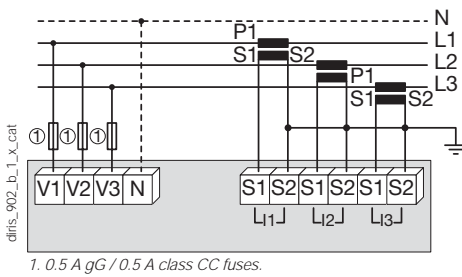 N
P1 L1
S1 S2 L2
P1 L3
S1 S2
① ① ①
diris_902_b_1_x_cat
V1 V2 V3 N S1 S2 S1 S2 S1 S2
I1 I2 I3
1. 0.5 A gG / 0.5 A class CC fuses.